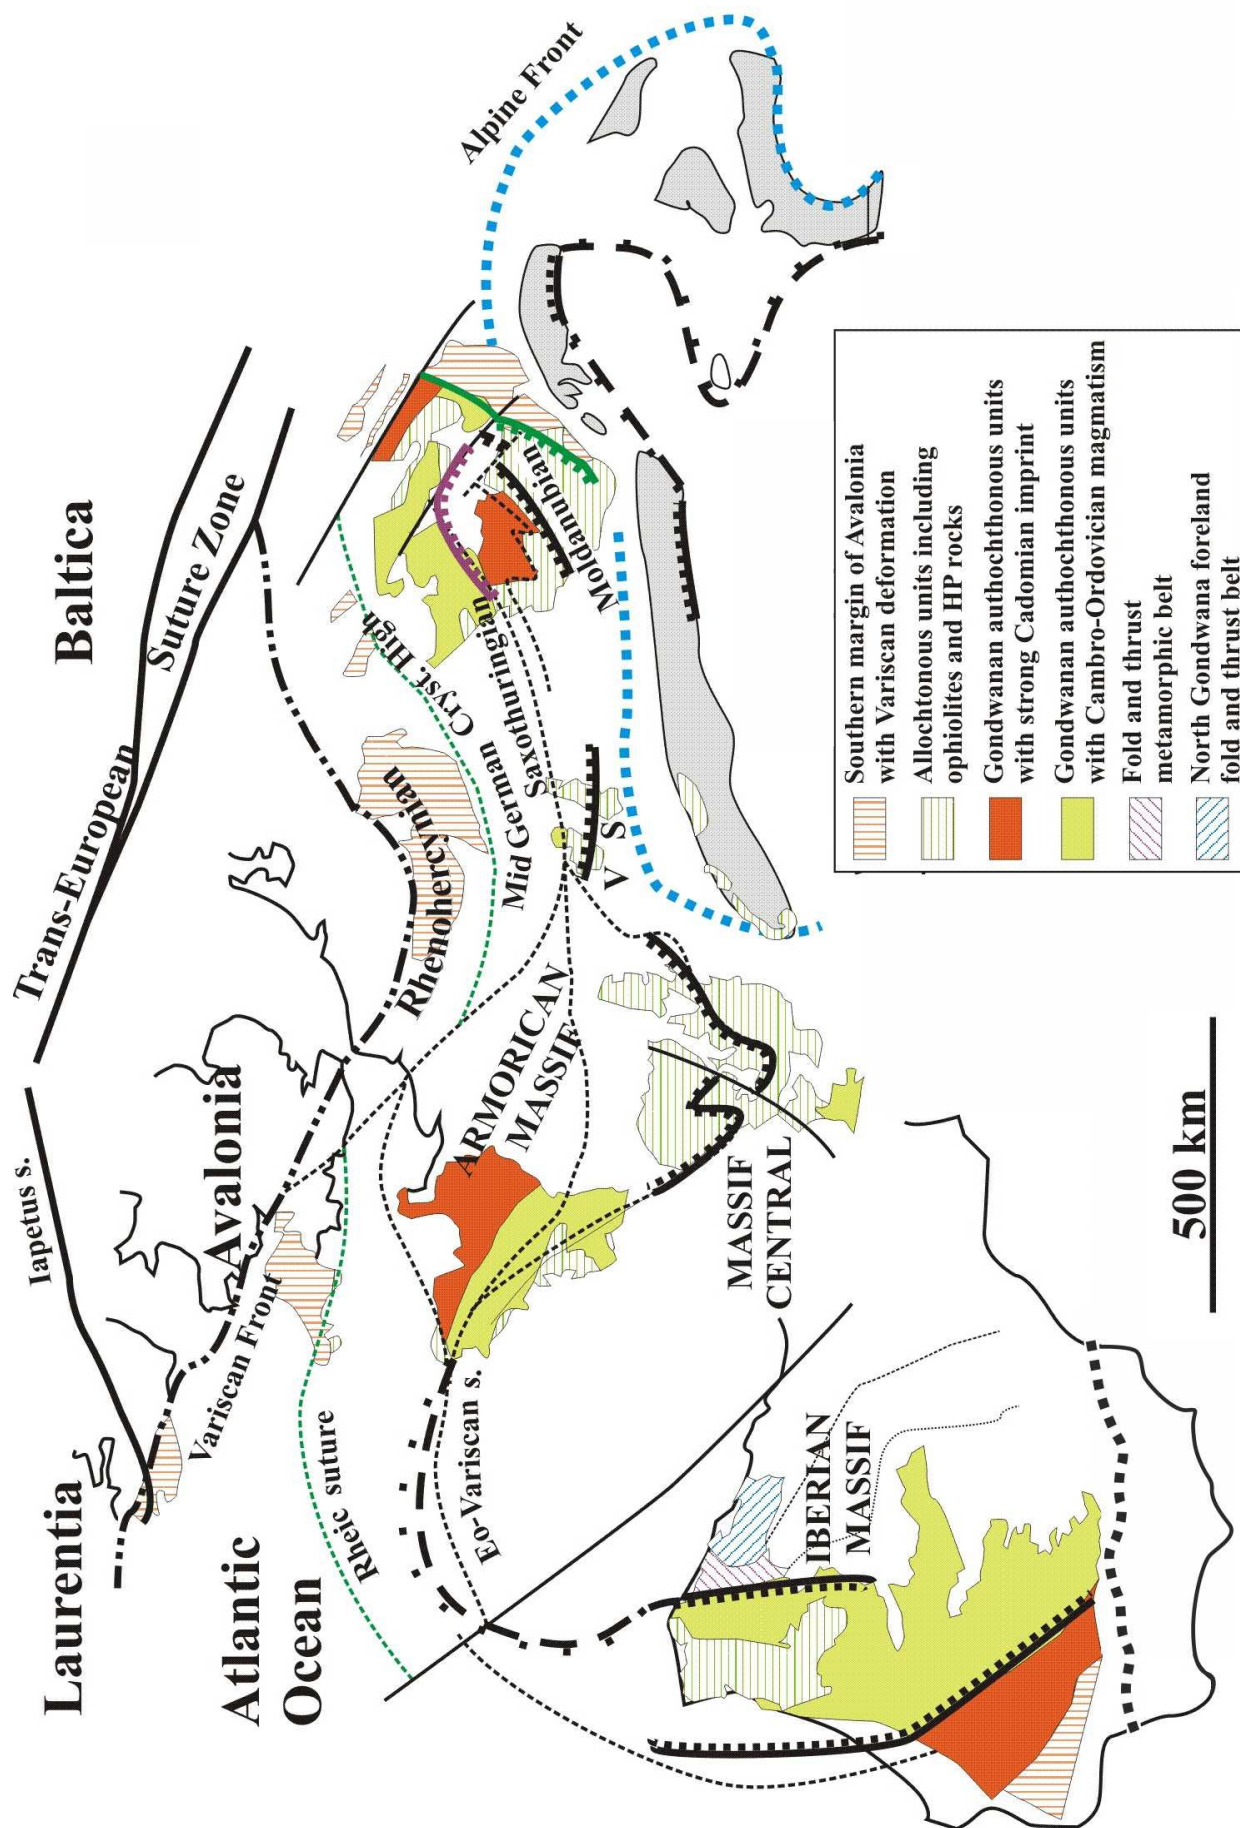 Laurentia
Iapetus s.
Trans-European
Suture Zone
Baltica
Avalonia
Variscan Front
Atlantic
Ocean
Rheic suture
Eo-Variscan s.
Rhenohercynian
Mid German Cryst. High
Saxothuringian
Moldanubian
Alpine Front
ARMORICAN
MASSIF
V S
MASSIF
CENTRAL
IBERIAN
MASSIF
500 km
Southern margin of Avalonia
with Variscan deformation
Allochtonous units including
ophiolites and HP rocks
Gondwanan authochthonous units
with strong Cadomian imprint
Gondwanan authochthonous units
with Cambro-Ordovician magmatism
Fold and thrust
metamorphic belt
North Gondwana foreland
fold and thrust belt